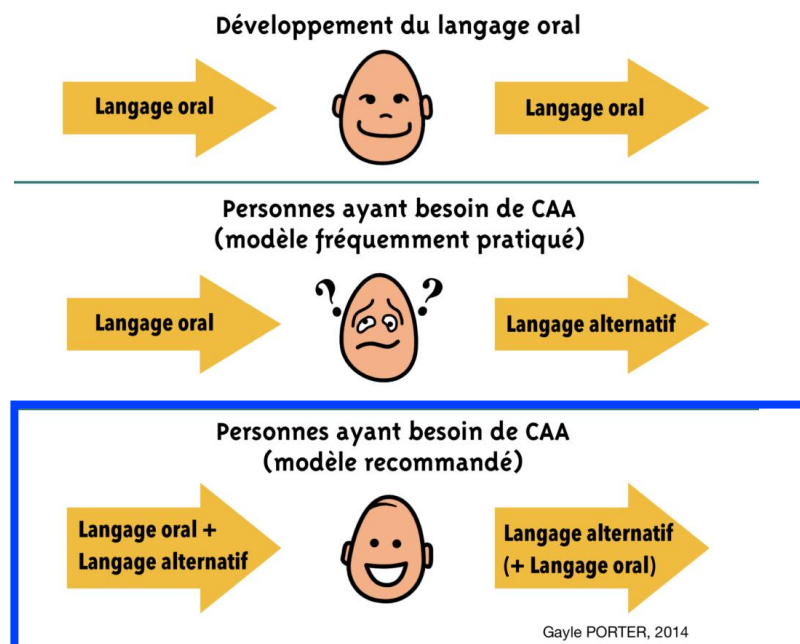 Développement du langage oral
Langage oral
Langage oral
Personnes ayant besoin de CAA
(modèle fréquemment pratiqué)
? ?
Langage oral
Langage alternatif
Personnes ayant besoin de CAA
(modèle recommandé)
Langage oral +
Langage alternatif
Langage alternatif
(+ Langage oral)
Gayle PORTER, 2014